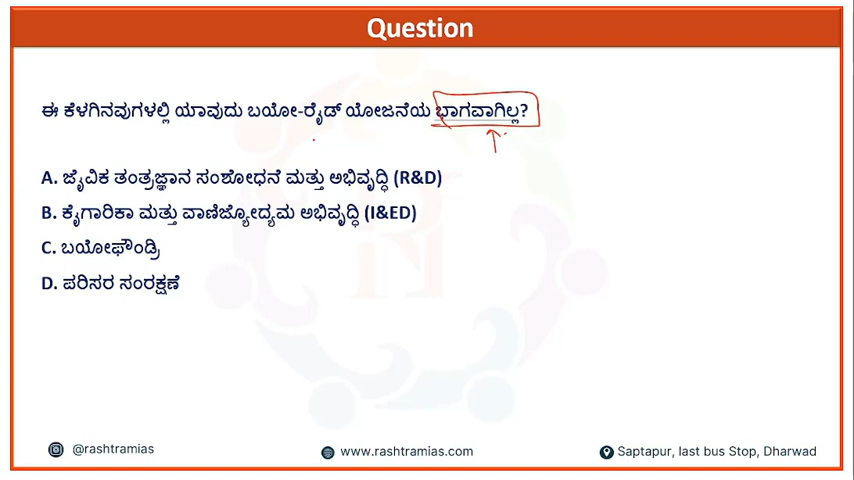 Question
ಈ ಕೆಳಗಿನವುಗಳಲ್ಲಿ ಯಾವುದು ಬಯೋ-ರೈಡ್ ಯೋಜನೆಯ ಭಾಗವಾಗಿಲ್ಲ?
A. ಜೈವಿಕ ತಂತ್ರಜ್ಞಾನ ಸಂಶೋಧನೆ ಮತ್ತು ಅಭಿವೃದ್ಧಿ (R&D)
B. ಕೈಗಾರಿಕಾ ಮತ್ತು ವಾಣಿಜ್ಯೋದ್ಯಮ ಅಭಿವೃದ್ಧಿ (I&ED)
C. ಬಯೋಫೌಂಡ್ರಿ
D. ಪರಿಸರ ಸಂರಕ್ಷಣೆ
@rashtramias www.rashtramias.com Saptapur, last bus Stop, Dharwad